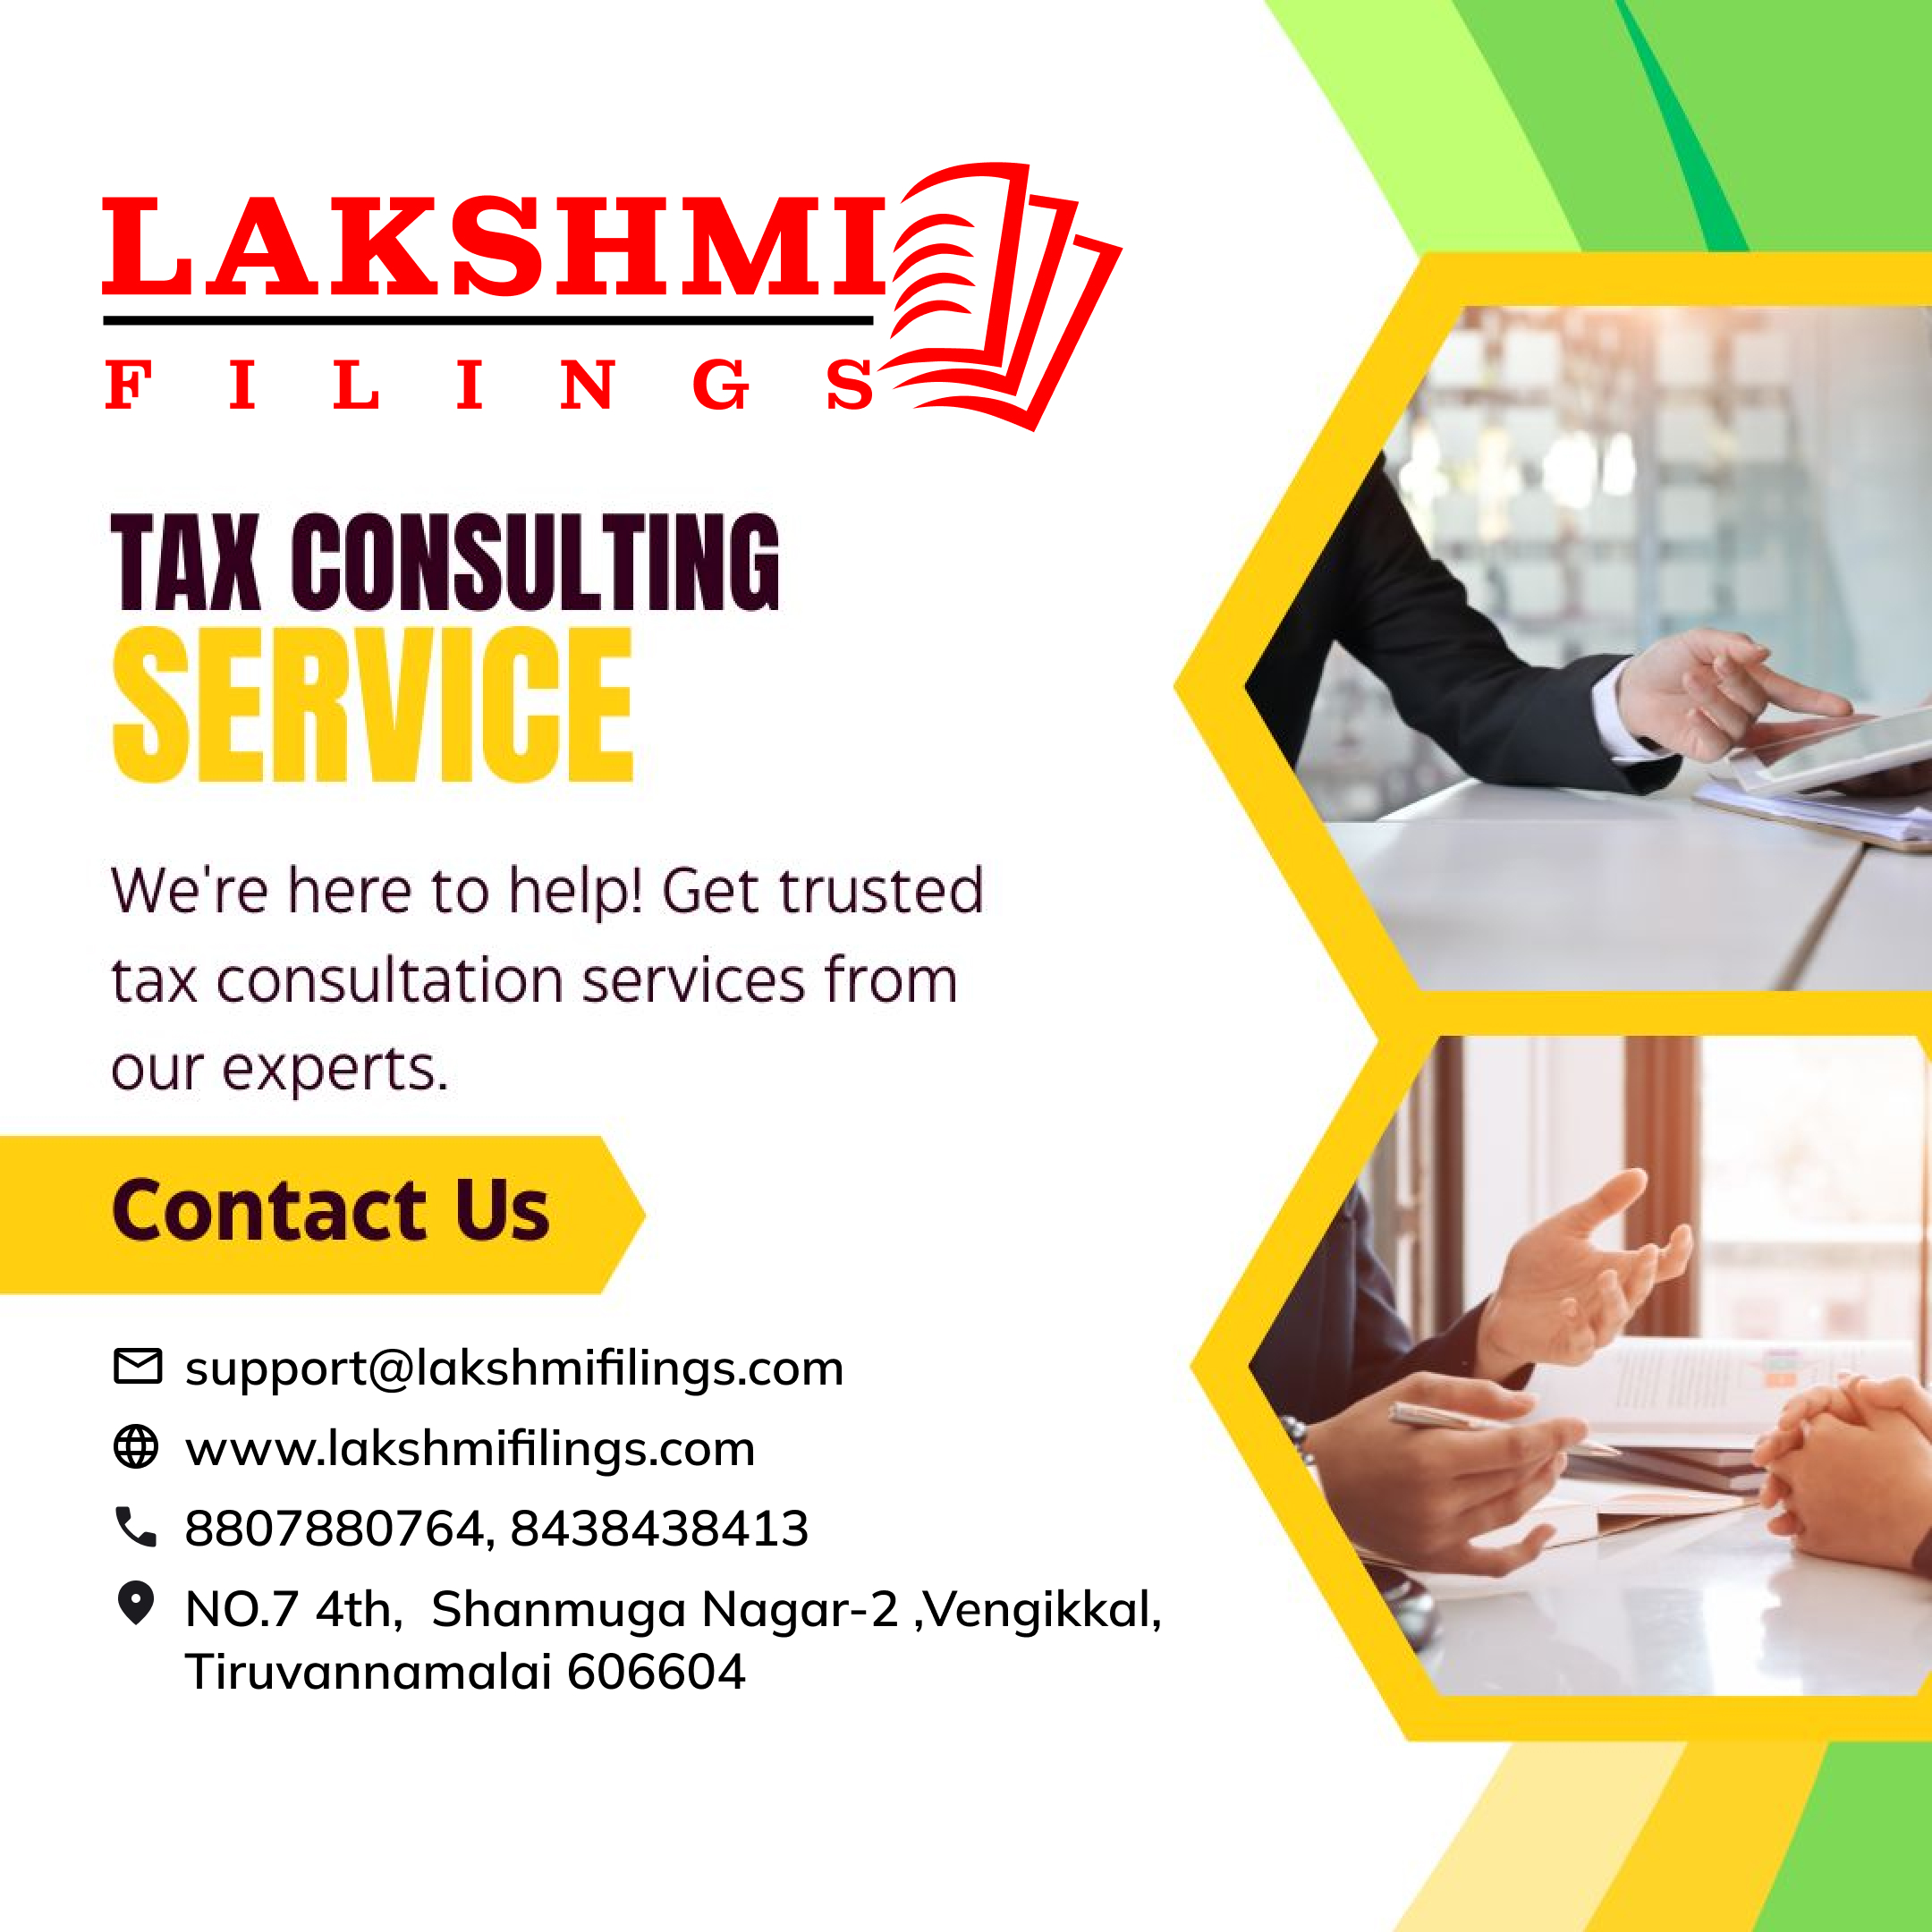 LAKSHMI
FILINGS
TAX CONSULTING
SERVICE
We're here to help! Get trusted
tax consultation services from
our experts.
Contact Us
support@lakshmifilings.com
www.lakshmifilings.com
8807880764, 8438438413
NO.7 4th,  Shanmuga Nagar-2 ,Vengikkal,
Tiruvannamalai 606604